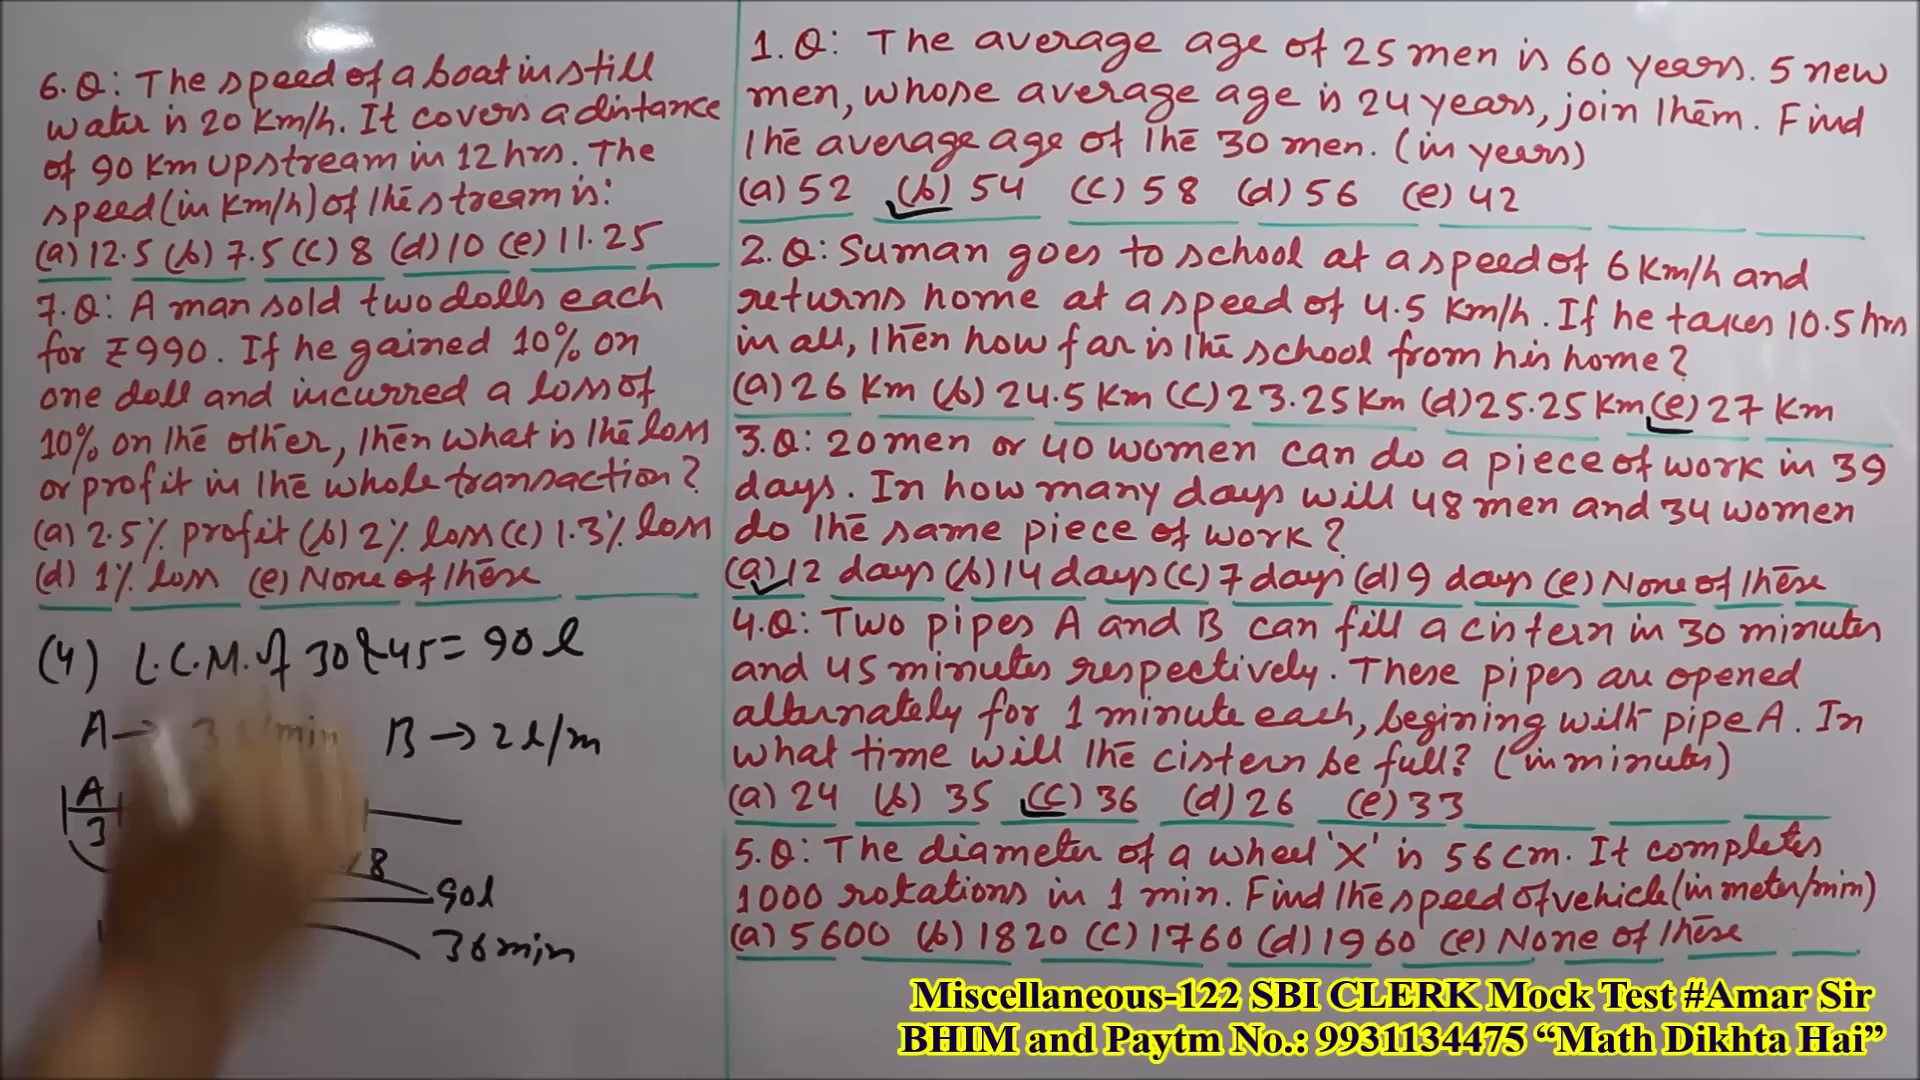 6.Q: The speed of a boat in still
water is 20 Km/h. It covers a distance
of 90 Km upstream in 12 hrs. The
speed (in Km/h) of the stream is:
(a) 12.5 (b) 7.5 (c) 8 (d) 10 (e) 11.25
7.Q: A man sold two dolls each
for ₹990. If he gained 10% on
one doll and incurred a loss of
10% on the other, then what is the loss
or profit in the whole transaction?
(a) 2.5% profit (b) 2% loss (c) 1.3% loss
(d) 1% loss (e) None of these
(4) L.C.M. of 30 & 45 = 90 l
A → 3 l/min B → 2 l/m
A
3
8
90l
36 min
1.Q: The average age of 25 men is 60 years. 5 new
men, whose average age is 24 years, join them. Find
the average age of the 30 men. (in years)
(a) 52 (b) 54 (c) 58 (d) 56 (e) 42
2.Q: Suman goes to school at a speed of 6 Km/h and
returns home at a speed of 4.5 Km/h. If he takes 10.5 hrs
in all, then how far is the school from his home?
(a) 26 Km (b) 24.5 Km (c) 23.25 Km (d) 25.25 Km (e) 27 Km
3.Q: 20 men or 40 women can do a piece of work in 39
days. In how many days will 48 men and 34 women
do the same piece of work?
(a) 12 days (b) 14 days (c) 7 days (d) 9 days (e) None of these
4.Q: Two pipes A and B can fill a cistern in 30 minutes
and 45 minutes respectively. These pipes are opened
alternately for 1 minute each, begining with pipe A. In
what time will the cistern be full? (in minutes)
(a) 24 (b) 35 (c) 36 (d) 26 (e) 33
5.Q: The diameter of a wheel 'X' is 56 cm. It completes
1000 rotations in 1 min. Find the speed of vehicle (in meter/min)
(a) 5600 (b) 1820 (c) 1760 (d) 1960 (e) None of these
Miscellaneous-122 SBI CLERK Mock Test #Amar Sir
BHIM and Paytm No.: 9931134475 “Math Dikhta Hai”